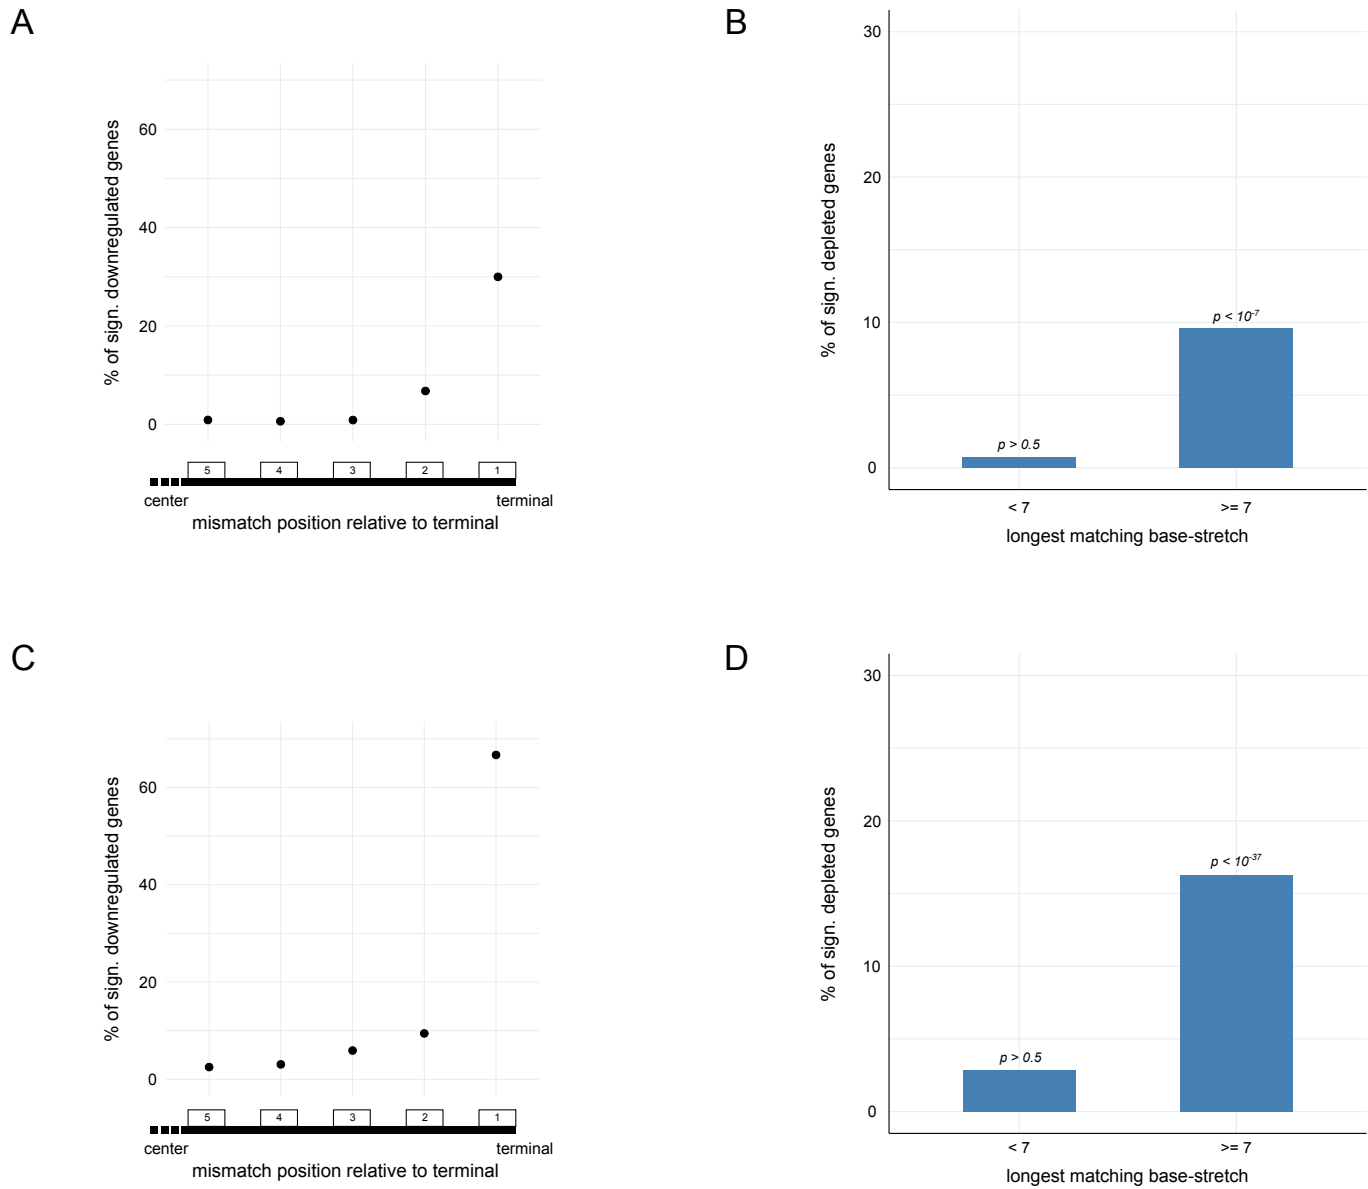 A
% of sign. downregulated genes
60
40
20
0
5 4 3 2 1
center terminal
mismatch position relative to terminal
B
% of sign. depleted genes
30
20
10
0
p > 0.5
p < 10-7
< 7 >= 7
longest matching base-stretch
C
% of sign. downregulated genes
60
40
20
0
5 4 3 2 1
center terminal
mismatch position relative to terminal
D
% of sign. depleted genes
30
20
10
0
p > 0.5
p < 10-37
< 7 >= 7
longest matching base-stretch